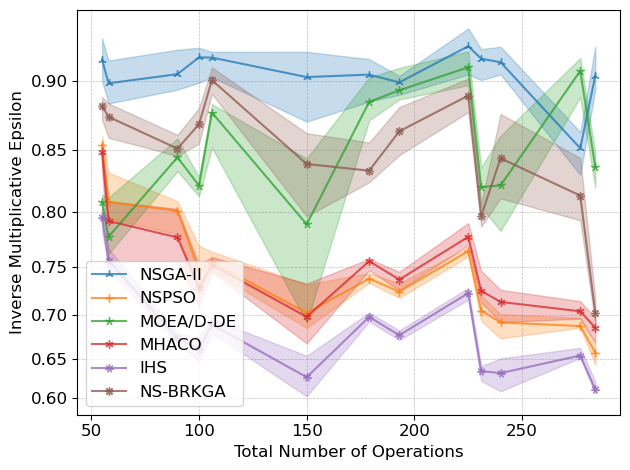 Inverse Multiplicative Epsilon
0.90
0.85
0.80
0.75
0.70
0.65
0.60
NSGA-II
NSPSO
MOEA/D-DE
MHACO
IHS
NS-BRKGA
50
100
150
200
250
Total Number of Operations